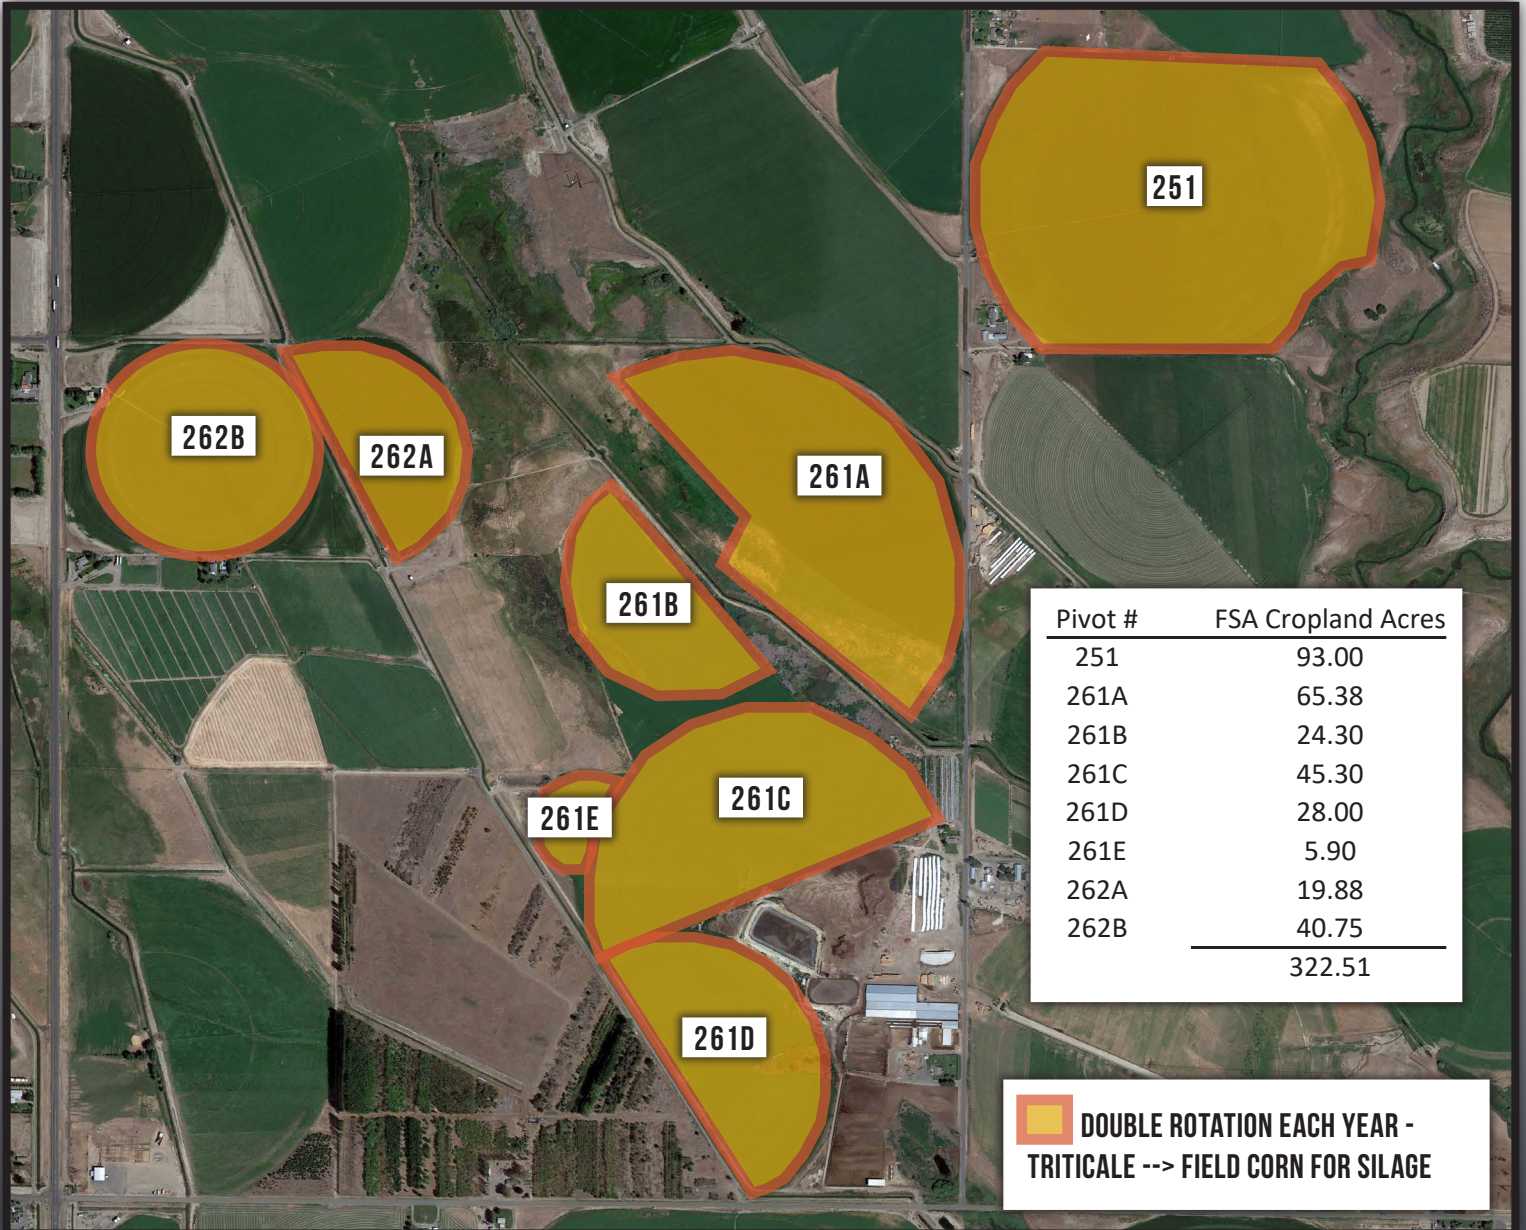 251
262B
262A
261A
261B
261E
261C
261D
Pivot # FSA Cropland Acres
251 93.00
261A 65.38
261B 24.30
261C 45.30
261D 28.00
261E 5.90
262A 19.88
262B 40.75
322.51
DOUBLE ROTATION EACH YEAR -
TRITICALE --> FIELD CORN FOR SILAGE